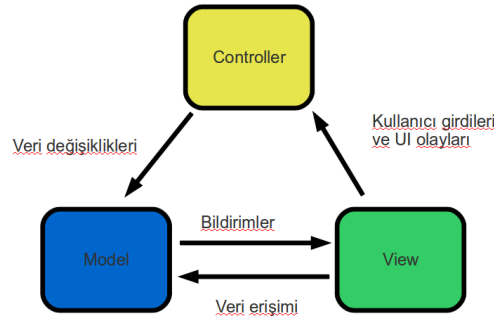 Controller
Kullanıcı girdileri
ve UI olayları
Veri değişiklikleri
Bildirimler
Model
View
Veri erişimi